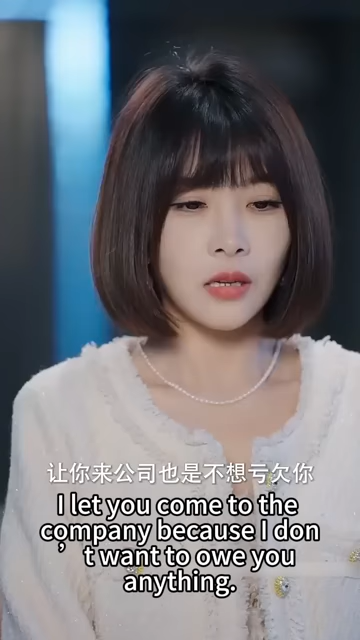 让你来公司也是不想亏欠你
I let you come to the
company because I don
’t want to owe you
anything.